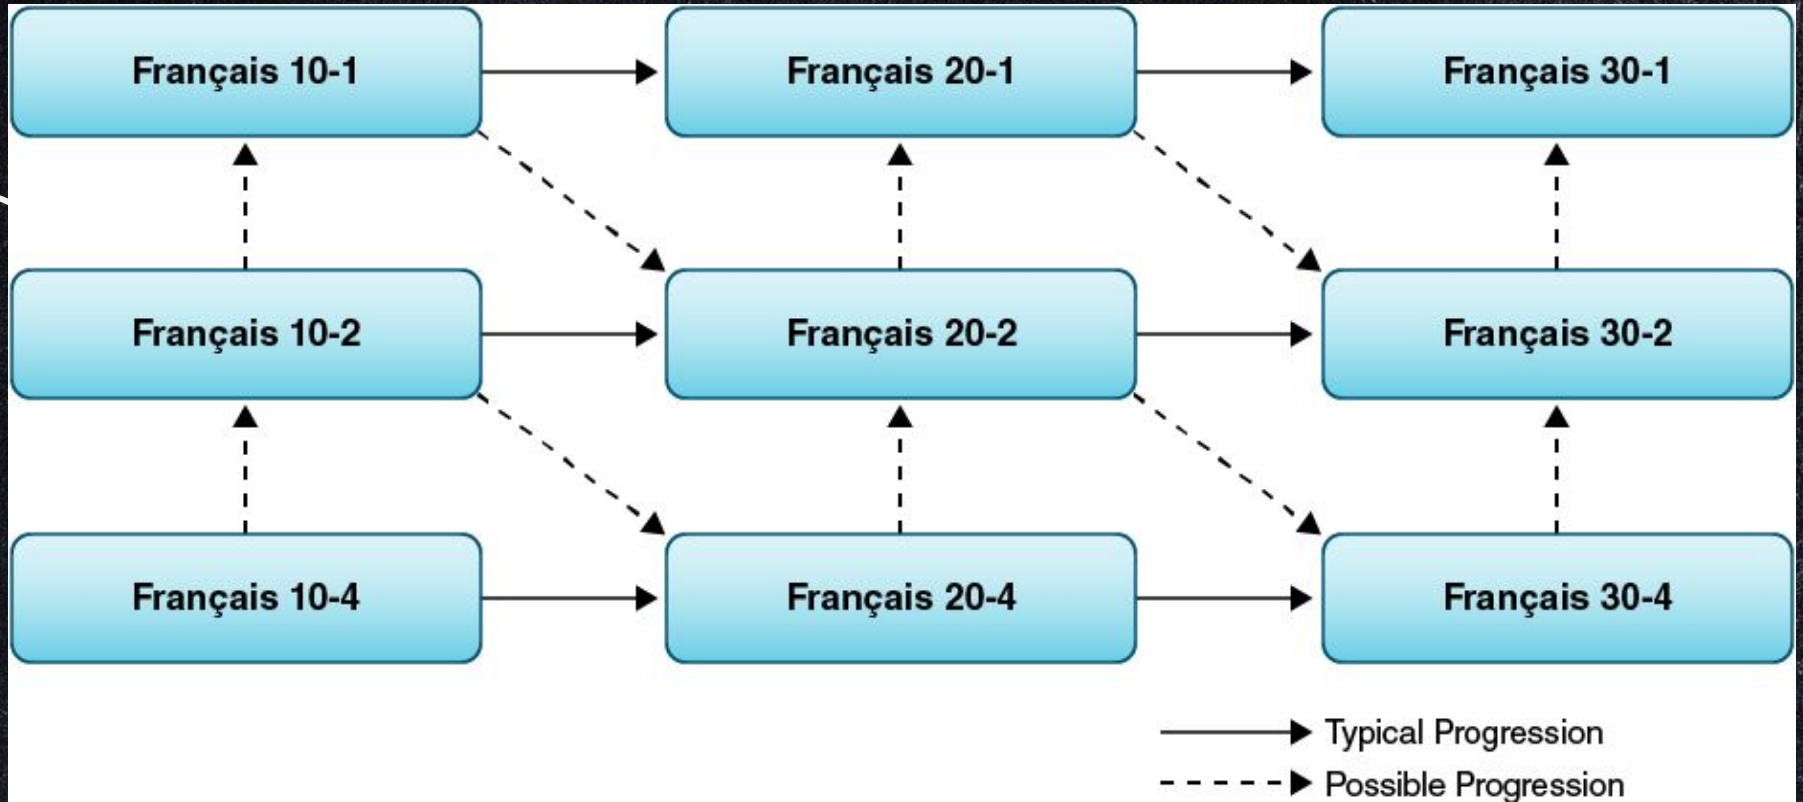 Français 10-1
Français 20-1
Français 30-1
Français 10-2
Français 20-2
Français 30-2
Français 10-4
Français 20-4
Français 30-4
Typical Progression
Possible Progression